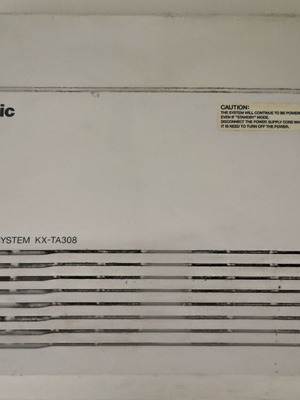 ic
CAUTION:
THE SYSTEM WILL CONTINUE TO BE POWER
EVEN IF "STANDBY" MODE.
DISCONNECT THE POWER SUPPLY CORD WH
IT IS NEED TO TURN OFF THE POWER.
YSTEM KX-TA308